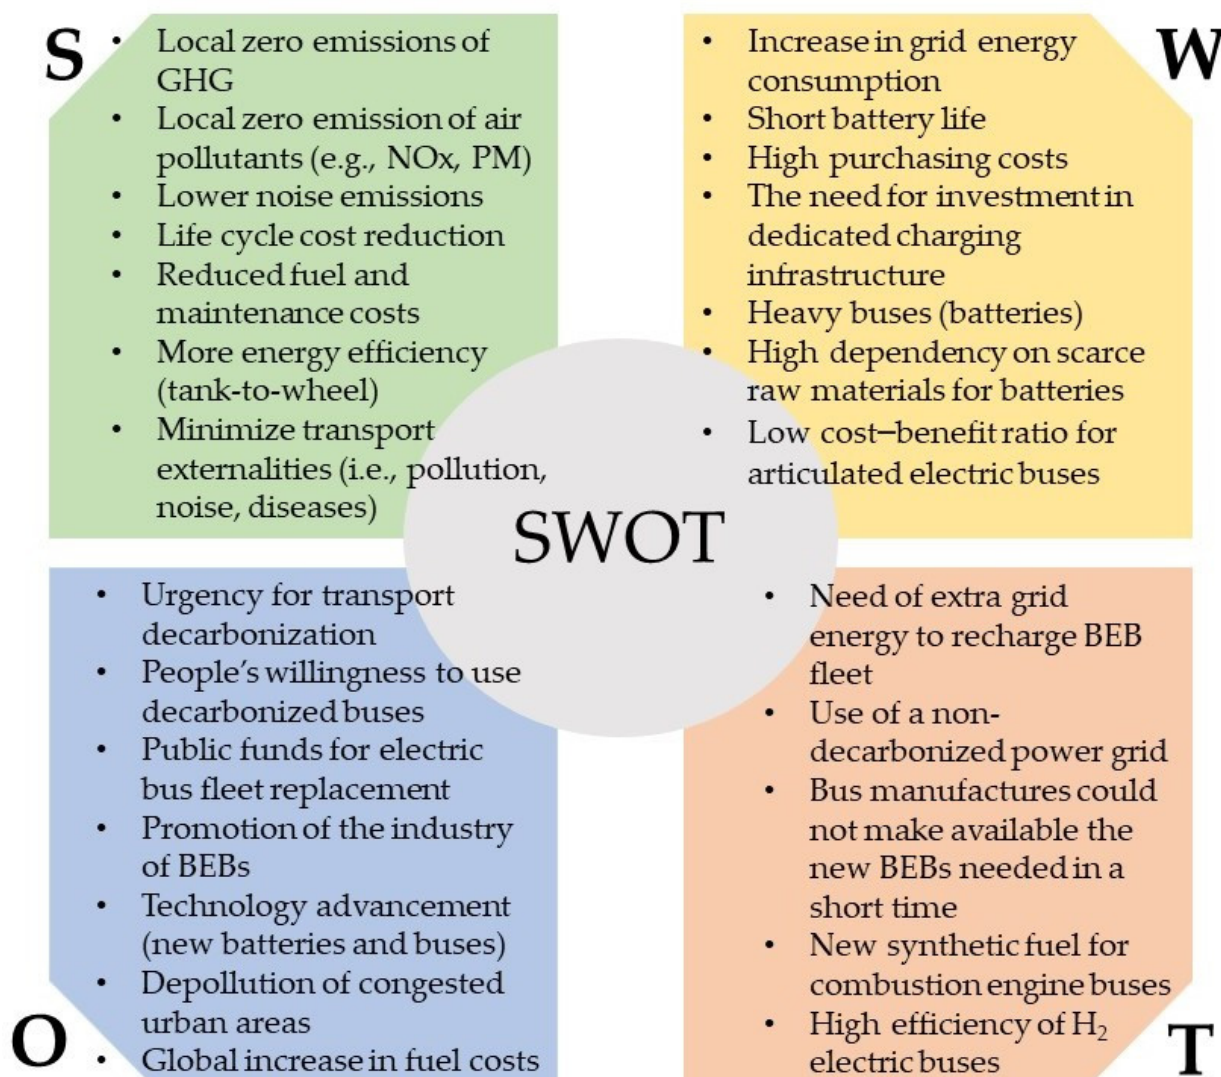 S
• Local zero emissions of
GHG
• Local zero emission of air
pollutants (e.g., NOx, PM)
• Lower noise emissions
• Life cycle cost reduction
• Reduced fuel and
maintenance costs
• More energy efficiency
(tank-to-wheel)
• Minimize transport
externalities (i.e., pollution,
noise, diseases)
W
• Increase in grid energy
consumption
• Short battery life
• High purchasing costs
• The need for investment in
dedicated charging
infrastructure
• Heavy buses (batteries)
• High dependency on scarce
raw materials for batteries
• Low cost–benefit ratio for
articulated electric buses
SWOT
O
• Urgency for transport
decarbonization
• People's willingness to use
decarbonized buses
• Public funds for electric
bus fleet replacement
• Promotion of the industry
of BEBs
• Technology advancement
(new batteries and buses)
• Depollution of congested
urban areas
• Global increase in fuel costs
T
• Need of extra grid
energy to recharge BEB
fleet
• Use of a non-
decarbonized power grid
• Bus manufactures could
not make available the
new BEBs needed in a
short time
• New synthetic fuel for
combustion engine buses
• High efficiency of H₂
electric buses